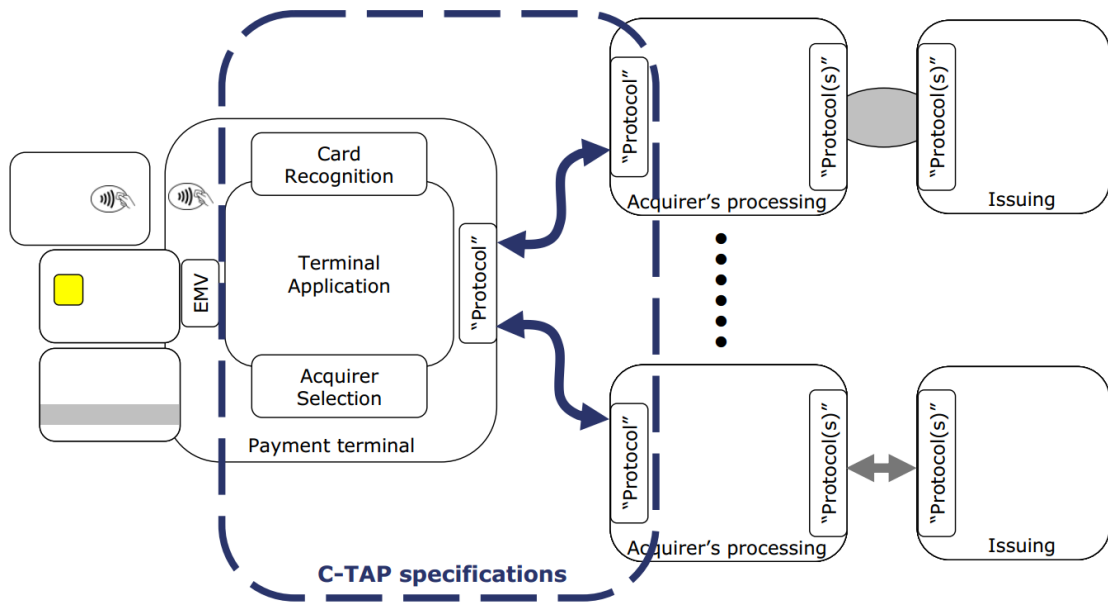 Card
Recognition
Terminal
Application
EMV
"Protocol"
Acquirer
Selection
Payment terminal
C-TAP specifications
"Protocol"
"Protocol(s)"
Acquirer's processing
"Protocol(s)"
Issuing
"Protocol"
"Protocol(s)"
Acquirer's processing
"Protocol(s)"
Issuing